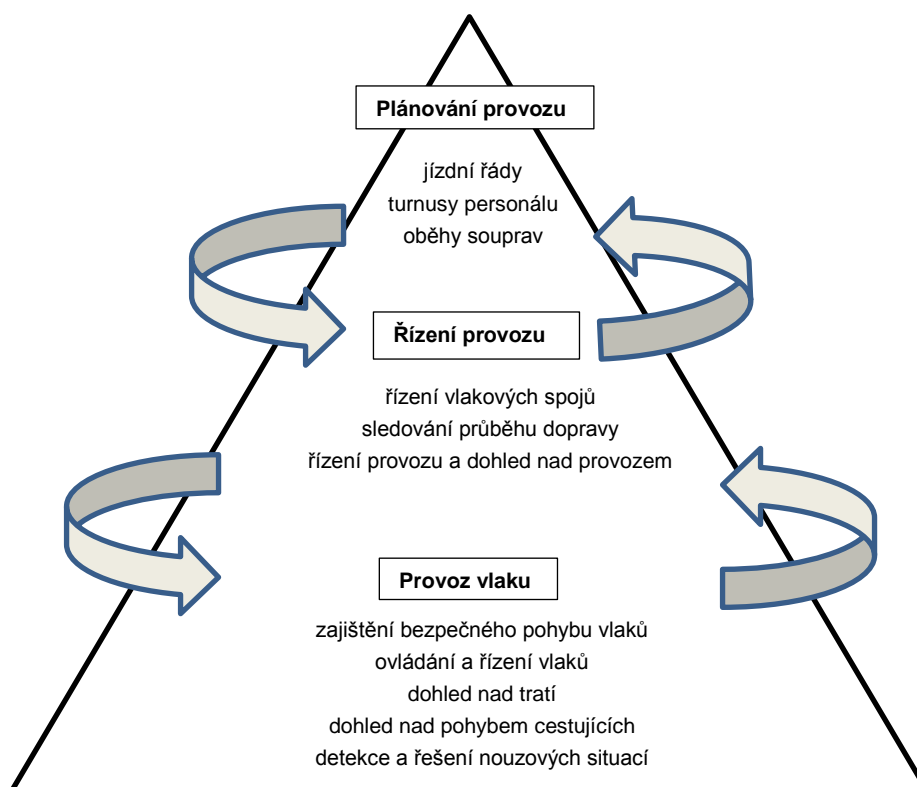 Plánování provozu
jízdní řády
turnusy personálu
oběhy souprav
Řízení provozu
řízení vlakových spojů
sledování průběhu dopravy
řízení provozu a dohled nad provozem
Provoz vlaku
zajištění bezpečného pohybu vlaků
ovládání a řízení vlaků
dohled nad tratí
dohled nad pohybem cestujících
detekce a řešení nouzových situací